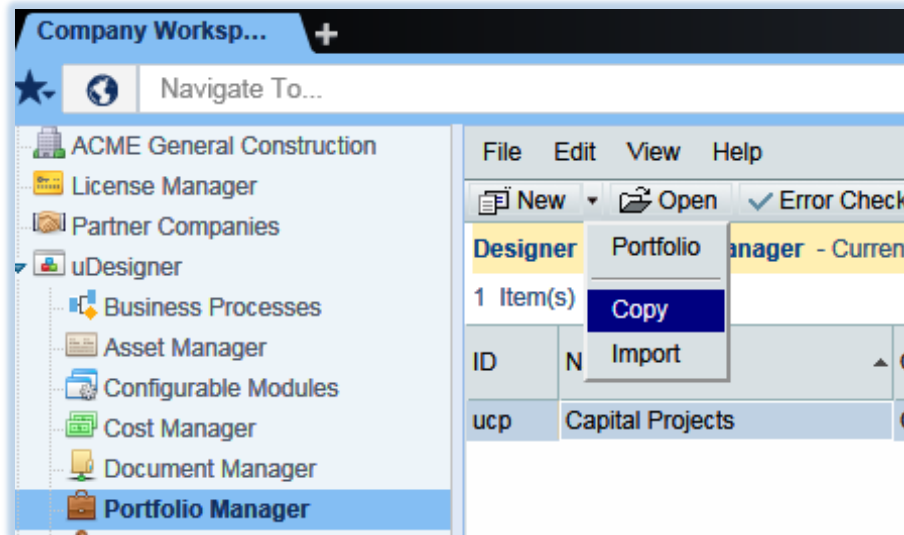 Company Worksp...
Navigate To...
ACME General Construction
License Manager
Partner Companies
uDesigner
Business Processes
Asset Manager
Configurable Modules
Cost Manager
Document Manager
Portfolio Manager
File Edit View Help
New Open Error Check
Designer anager - Curren
1 Item(s)
Portfolio
Copy
Import
ID N
ucp Capital Projects